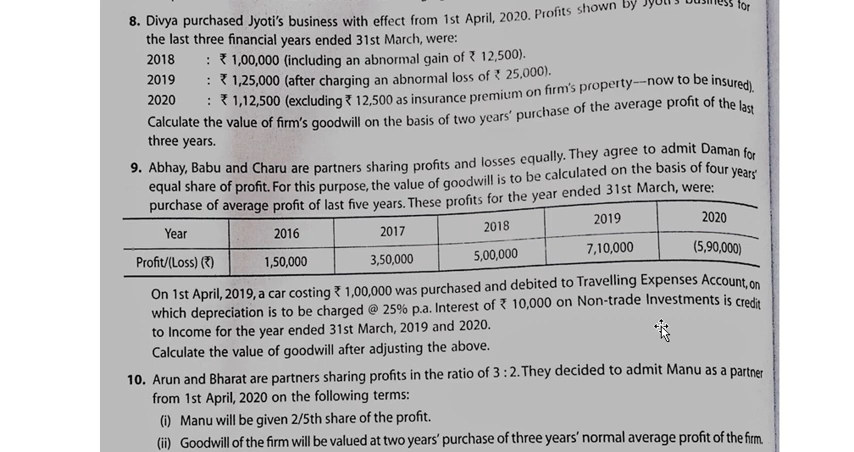 8. Divya purchased Jyoti's business with effect from 1st April, 2020. Profits shown by Jyoti's business for
the last three financial years ended 31st March, were:
2018 : ₹ 1,00,000 (including an abnormal gain of ₹ 12,500).
2019 : ₹ 1,25,000 (after charging an abnormal loss of ₹ 25,000).
2020 : ₹ 1,12,500 (excluding ₹ 12,500 as insurance premium on firm's property—now to be insured).
Calculate the value of firm's goodwill on the basis of two years' purchase of the average profit of the last
three years.
9. Abhay, Babu and Charu are partners sharing profits and losses equally. They agree to admit Daman for
equal share of profit. For this purpose, the value of goodwill is to be calculated on the basis of four years'
purchase of average profit of last five years. These profits for the year ended 31st March, were:
Year 2016 2017 2018 2019 2020
Profit/(Loss) (₹) 1,50,000 3,50,000 5,00,000 7,10,000 (5,90,000)
On 1st April, 2019, a car costing ₹ 1,00,000 was purchased and debited to Travelling Expenses Account, on
which depreciation is to be charged @ 25% p.a. Interest of ₹ 10,000 on Non-trade Investments is credit
to Income for the year ended 31st March, 2019 and 2020.
Calculate the value of goodwill after adjusting the above.
10. Arun and Bharat are partners sharing profits in the ratio of 3 : 2. They decided to admit Manu as a partner
from 1st April, 2020 on the following terms:
(i) Manu will be given 2/5th share of the profit.
(ii) Goodwill of the firm will be valued at two years' purchase of three years' normal average profit of the firm.